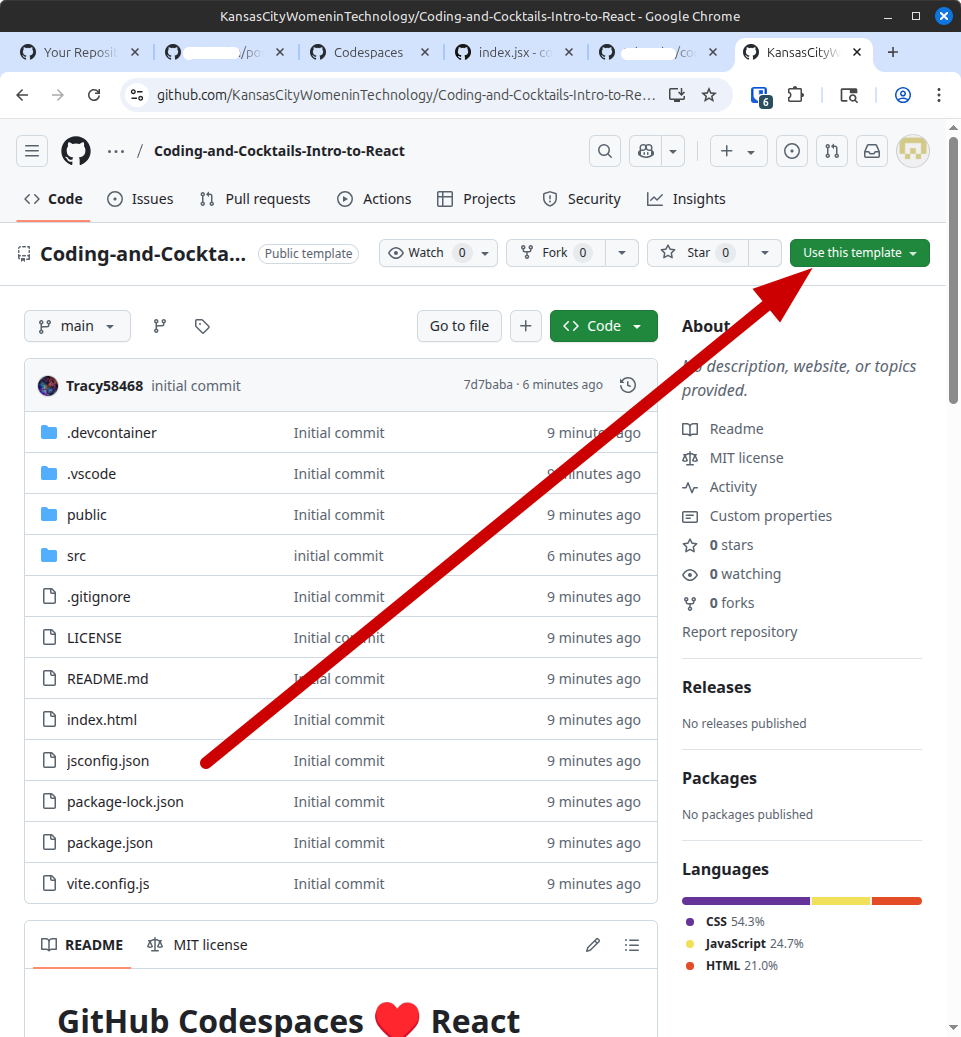 KansasCityWomeninTechnology/Coding-and-Cocktails-Intro-to-React - Google Chrome
Your Reposit /po Codespaces index.jsx - co /co KansasCityW
github.com/KansasCityWomeninTechnology/Coding-and-Cocktails-Intro-to-Re... 6
... / Coding-and-Cocktails-Intro-to-React
Code Issues Pull requests Actions Projects Security Insights
Coding-and-Cockta... Public template Watch 0 Fork 0 Star 0 Use this template
main Go to file Code
Tracy58468 initial commit 7d7baba · 6 minutes ago
.devcontainer Initial commit 9 minutes ago
.vscode Initial commit 9 minutes ago
public Initial commit 9 minutes ago
src initial commit 6 minutes ago
.gitignore Initial commit 9 minutes ago
LICENSE Initial commit 9 minutes ago
README.md Initial commit 9 minutes ago
index.html Initial commit 9 minutes ago
jsconfig.json Initial commit 9 minutes ago
package-lock.json Initial commit 9 minutes ago
package.json Initial commit 9 minutes ago
vite.config.js Initial commit 9 minutes ago
README MIT license
GitHub Codespaces ♥️ React
About
No description, website, or topics
provided.
Readme
MIT license
Activity
Custom properties
0 stars
0 watching
0 forks
Report repository
Releases
No releases published
Packages
No packages published
Languages
CSS 54.3%
JavaScript 24.7%
HTML 21.0%